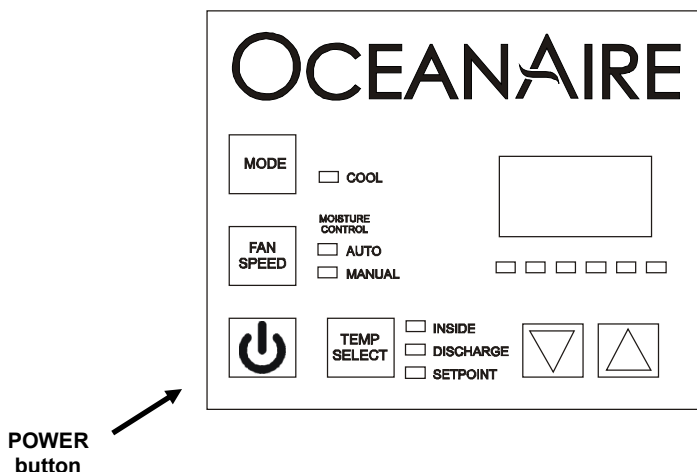 OCEANAIRE
MODE
COOL
MOISTURE
CONTROL
AUTO
MANUAL
FAN
SPEED
TEMP
SELECT
INSIDE
DISCHARGE
SETPOINT
POWER
button